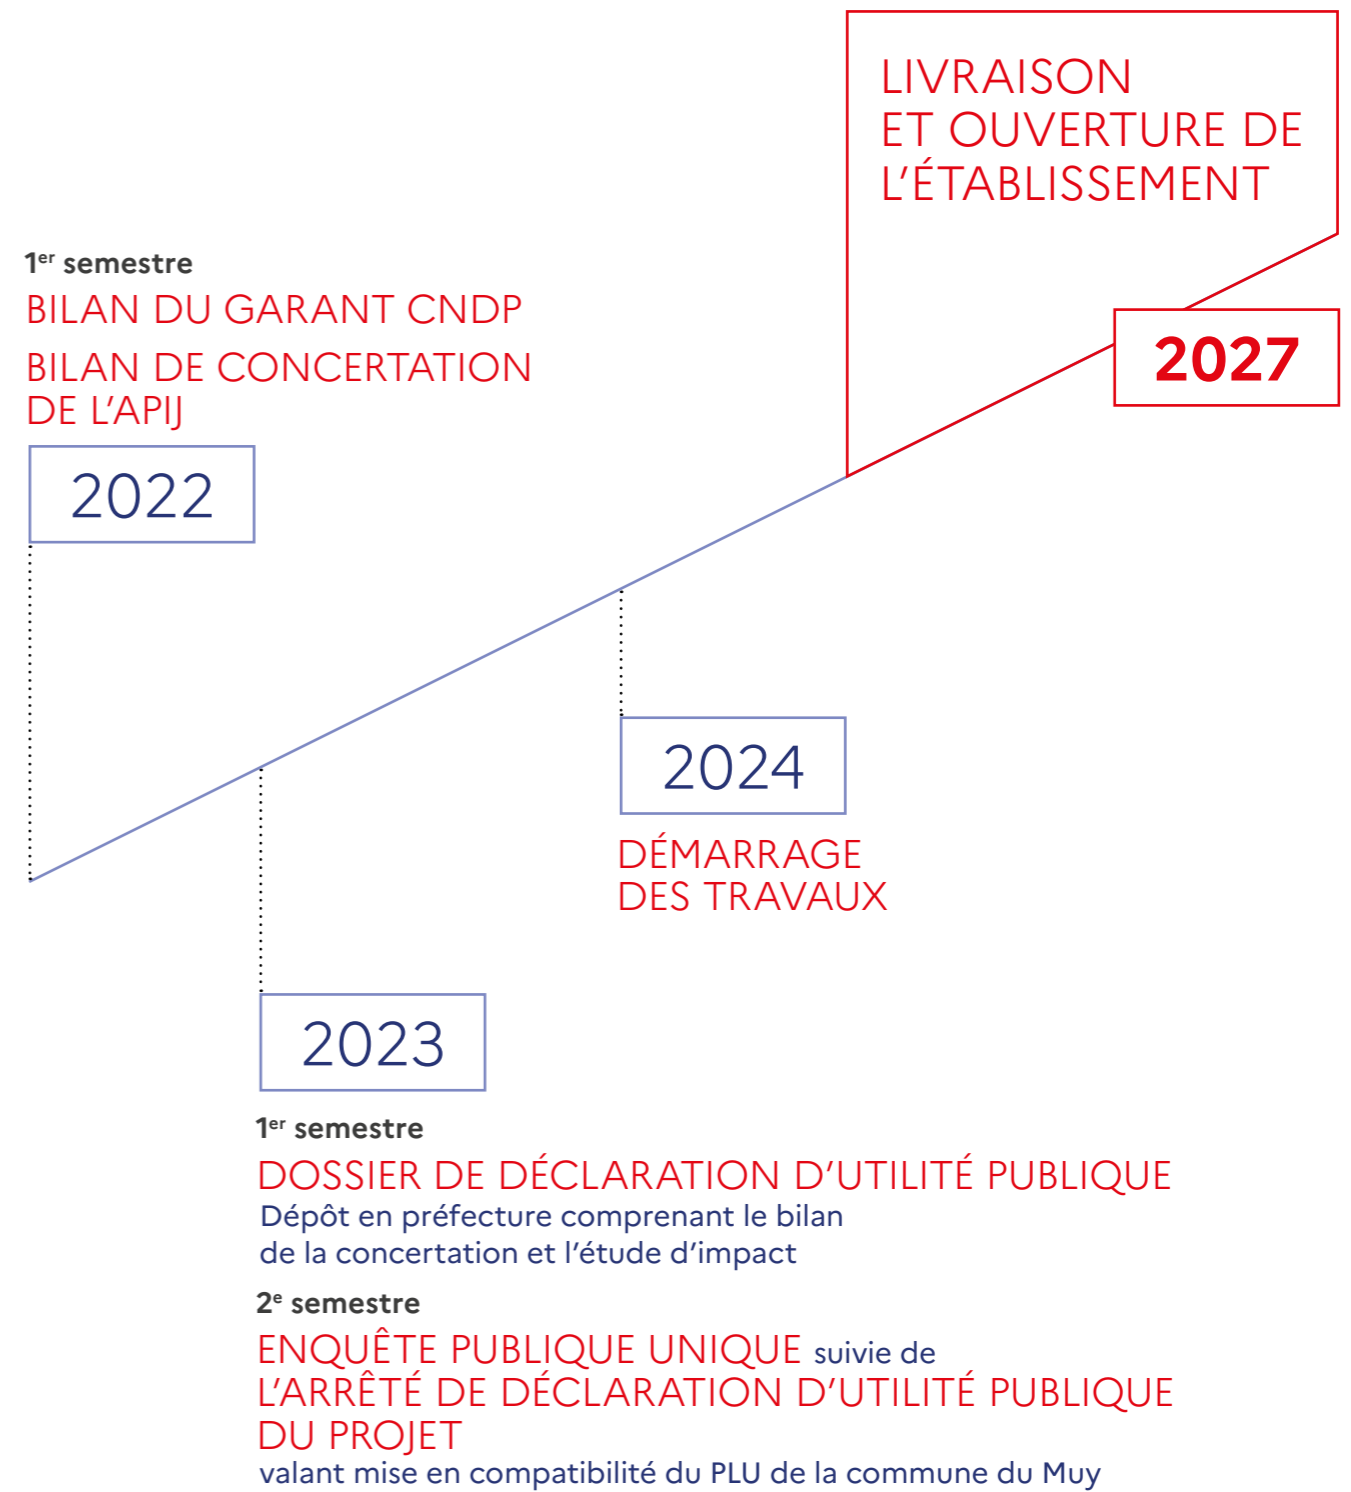 1er semestre
BILAN DU GARANT CNDP
BILAN DE CONCERTATION
DE L'APIJ
2022
2023
1er semestre
DOSSIER DE DÉCLARATION D'UTILITÉ PUBLIQUE
Dépôt en préfecture comprenant le bilan
de la concertation et l'étude d'impact
2e semestre
ENQUÊTE PUBLIQUE UNIQUE suivie de
L'ARRÊTÉ DE DÉCLARATION D'UTILITÉ PUBLIQUE
DU PROJET
valant mise en compatibilité du PLU de la commune du Muy
2024
DÉMARRAGE
DES TRAVAUX
LIVRAISON
ET OUVERTURE DE
L'ÉTABLISSEMENT
2027